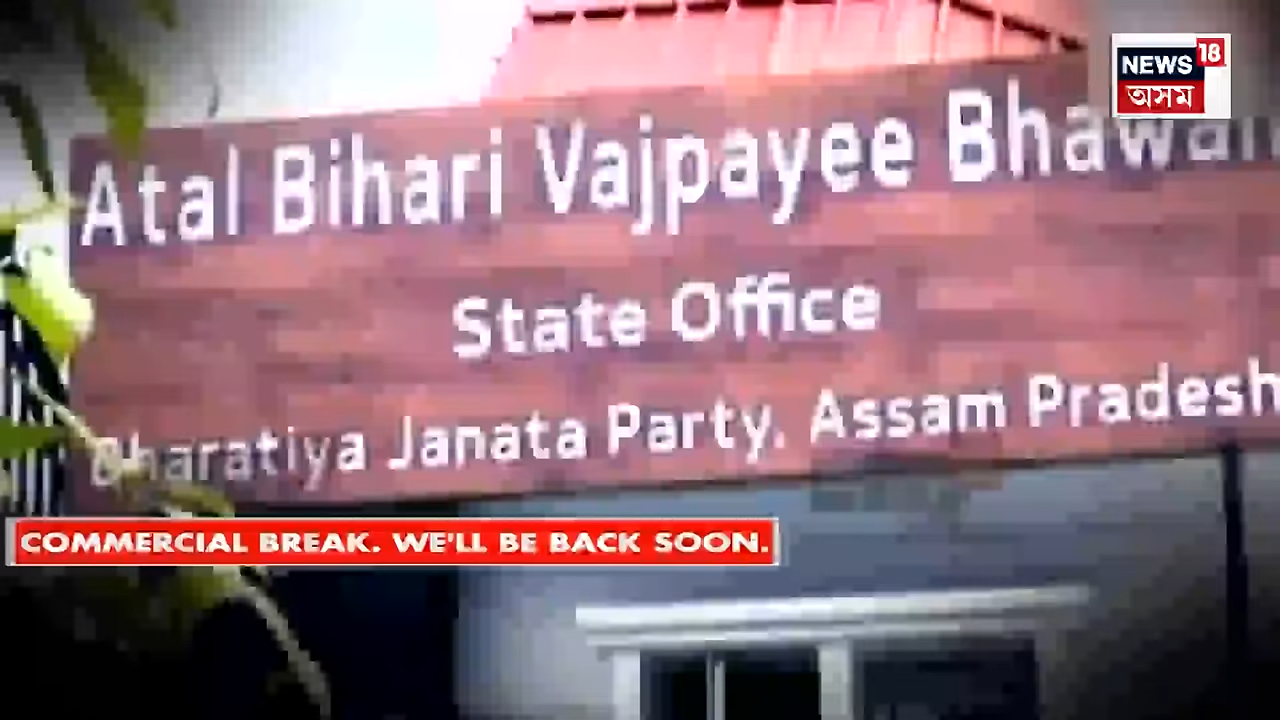 NEWS 18
অসম
Atal Bihari Vajpayee Bhawan
State Office
Bharatiya Janata Party, Assam Pradesh
COMMERCIAL BREAK. WE'LL BE BACK SOON.